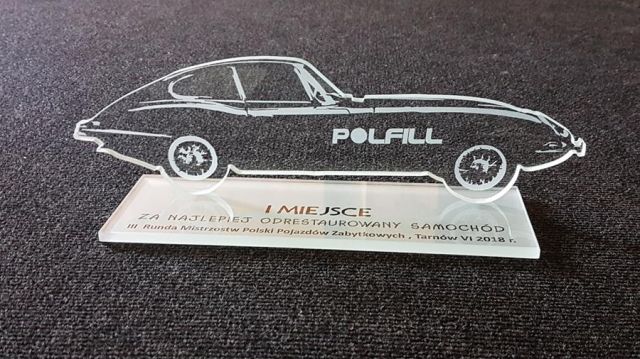 POLFILL
I MIEJSCE
ZA NAJLEPIEJ ODRESTAUROWANY SAMOCHÓD
III Runda Mistrzostw Polski Pojazdów Zabytkowych , Tarnów VI 2018 r.